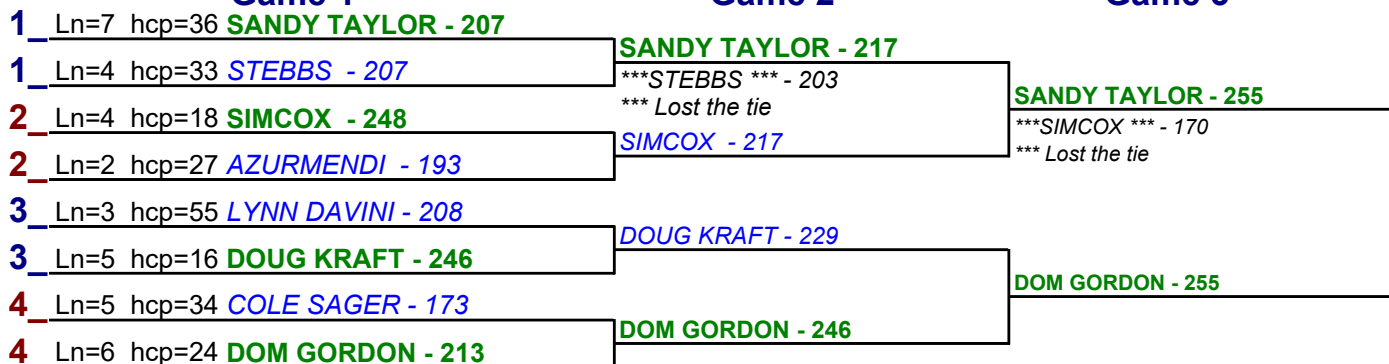 1_ Ln=7 hcp=36 SANDY TAYLOR - 207
1_ Ln=4 hcp=33 STEBBS - 207
2_ Ln=4 hcp=18 SIMCOX - 248
2_ Ln=2 hcp=27 AZURMENDI - 193
3_ Ln=3 hcp=55 LYNN DAVINI - 208
3_ Ln=5 hcp=16 DOUG KRAFT - 246
4_ Ln=5 hcp=34 COLE SAGER - 173
4 Ln=6 hcp=24 DOM GORDON - 213
SANDY TAYLOR - 217
***STEBBS *** - 203
*** Lost the tie
SIMCOX - 217
DOUG KRAFT - 229
DOM GORDON - 246
SANDY TAYLOR - 255
***SIMCOX *** - 170
*** Lost the tie
DOM GORDON - 255